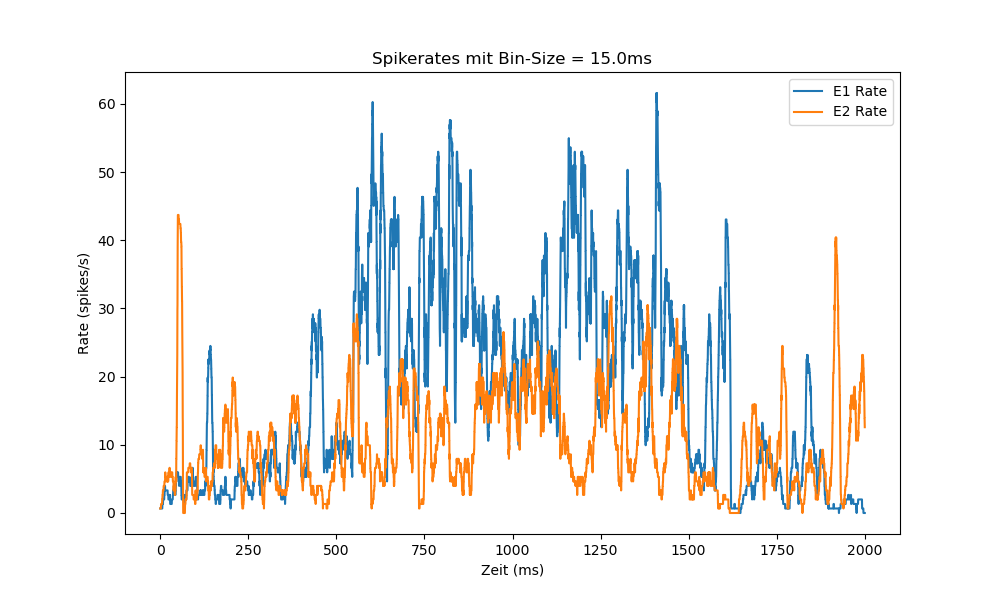 Spikerates mit Bin-Size = 15.0ms
E1 Rate
E2 Rate
60
50
40
30
20
10
0
Rate (spikes/s)
0 250 500 750 1000 1250 1500 1750 2000
Zeit (ms)